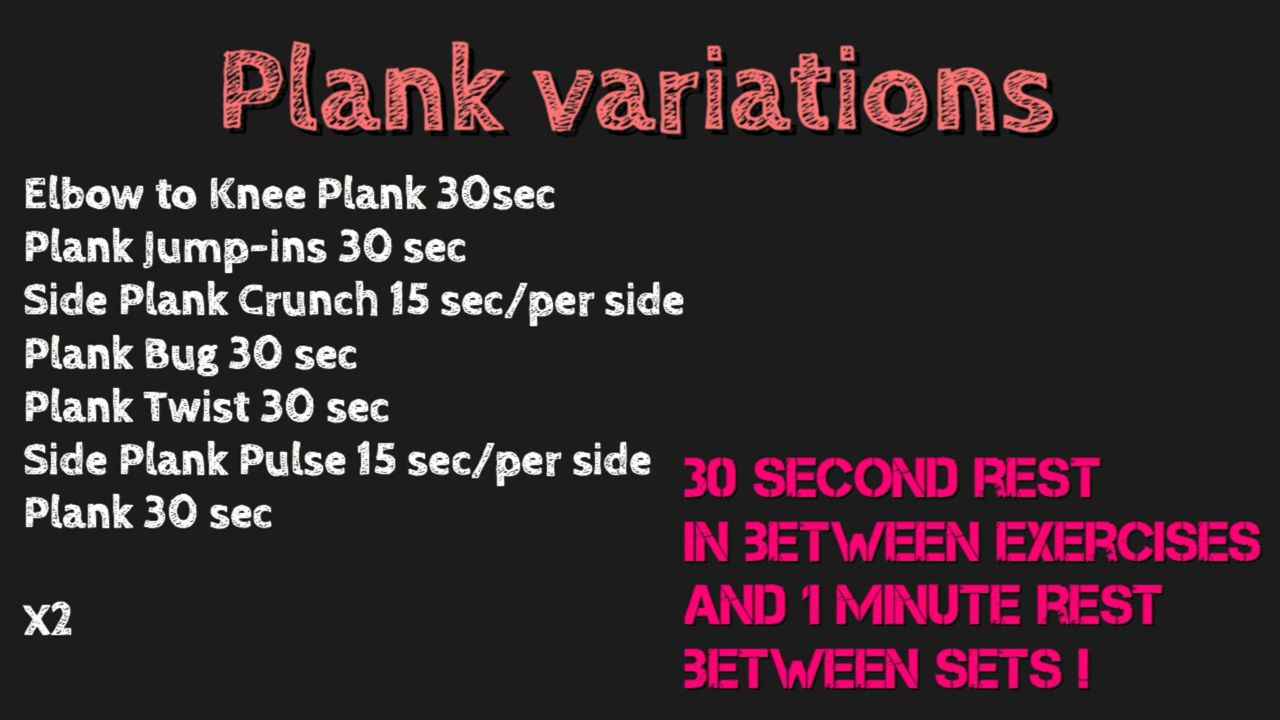 Plank variations
Elbow to Knee Plank 30sec
Plank Jump-ins 30 sec
Side Plank Crunch 15 sec/per side
Plank Bug 30 sec
Plank Twist 30 sec
Side Plank Pulse 15 sec/per side
Plank 30 sec
X2
30 SECOND REST
IN BETWEEN EXERCISES
AND 1 MINUTE REST
BETWEEN SETS !